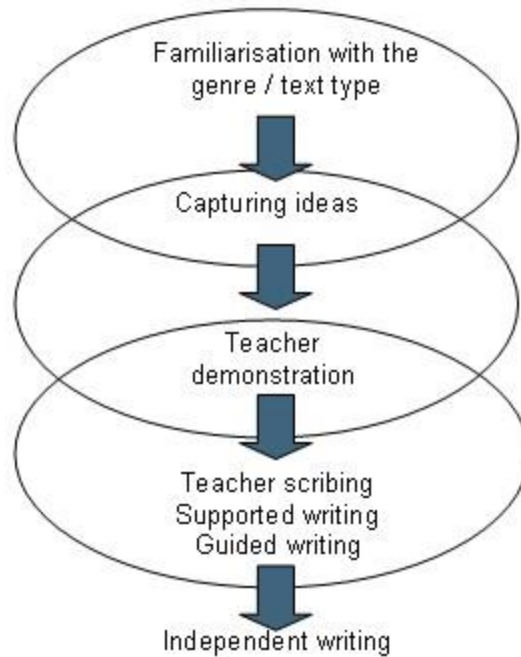 Familiarisation with the
genre / text type
Capturing ideas
Teacher
demonstration
Teacher scribing
Supported writing
Guided writing
Independent writing